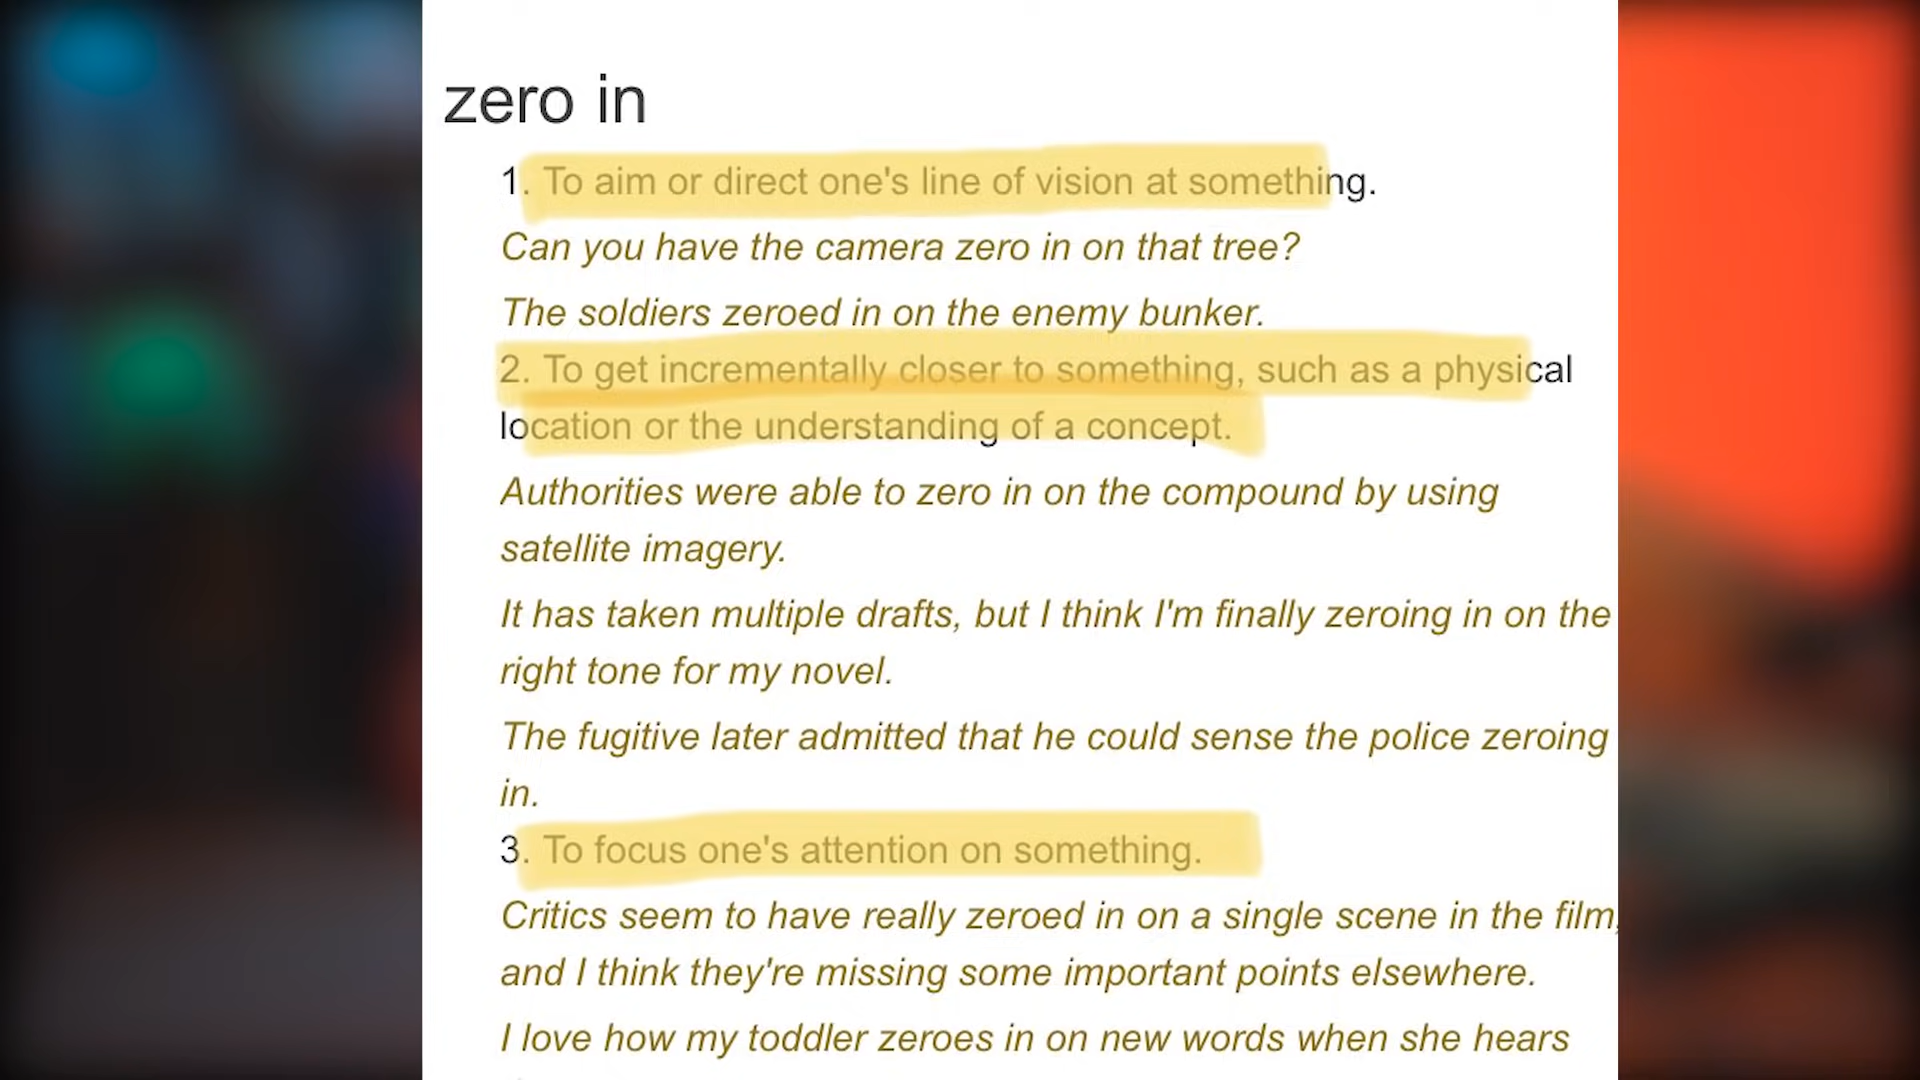 zero in
1. To aim or direct one's line of vision at something.
Can you have the camera zero in on that tree?
The soldiers zeroed in on the enemy bunker.
2. To get incrementally closer to something, such as a physical
location or the understanding of a concept.
Authorities were able to zero in on the compound by using
satellite imagery.
It has taken multiple drafts, but I think I'm finally zeroing in on the
right tone for my novel.
The fugitive later admitted that he could sense the police zeroing
in.
3. To focus one's attention on something.
Critics seem to have really zeroed in on a single scene in the film,
and I think they're missing some important points elsewhere.
I love how my toddler zeroes in on new words when she hears